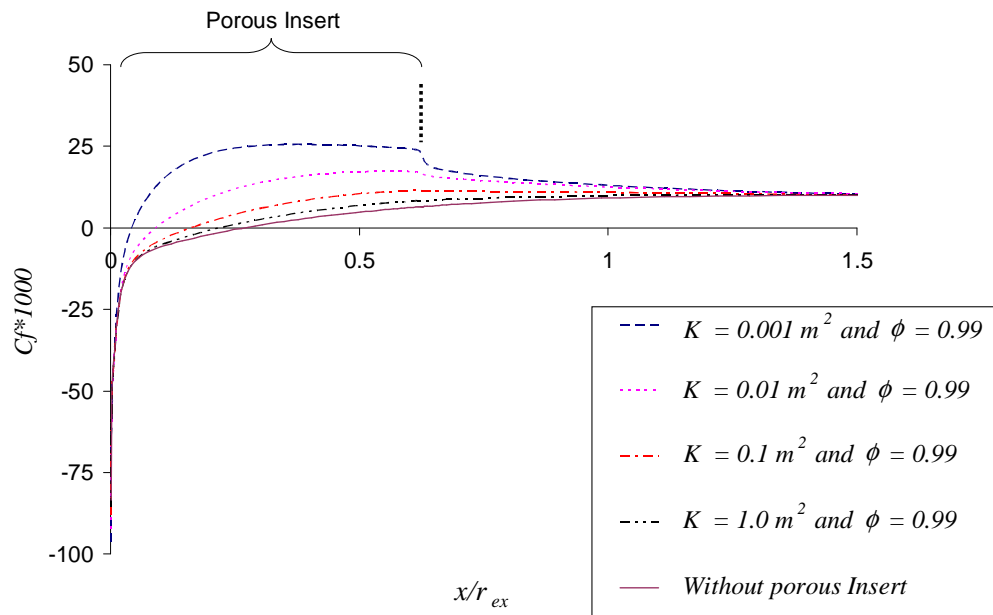 Porous Insert
50
25
0
0 0.5 1 1.5
-25
-50
-75
-100
Cf*1000
x/r ex
K = 0.001 m2 and ϕ = 0.99
K = 0.01 m2 and ϕ = 0.99
K = 0.1 m2 and ϕ = 0.99
K = 1.0 m2 and ϕ = 0.99
Without porous Insert